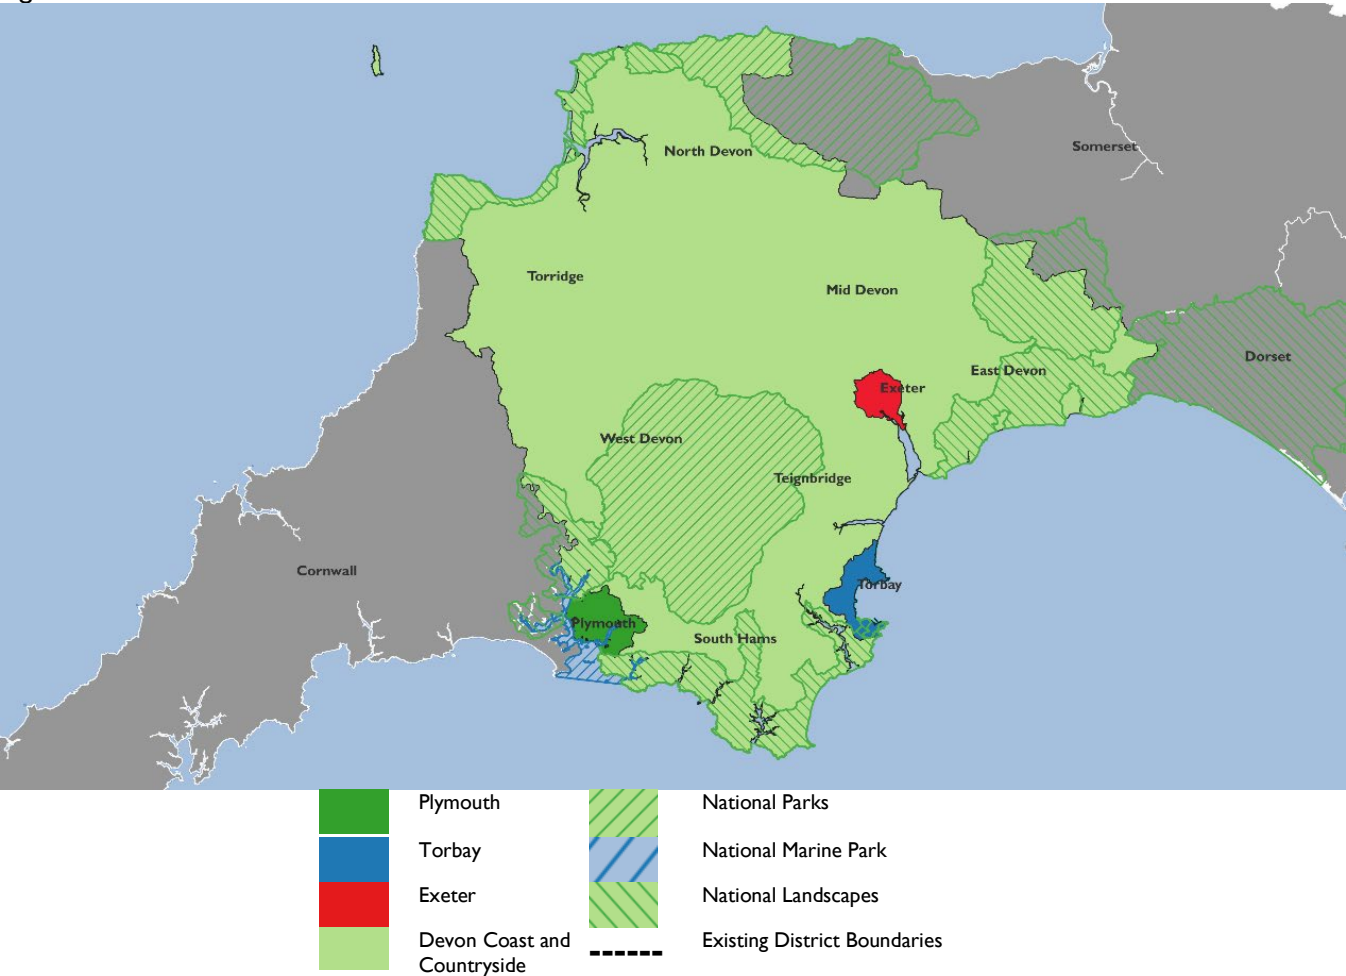 North Devon
Somerset
Torridge
Mid Devon
Dorset
East Devon
Exeter
West Devon
Teignbridge
Cornwall
Torbay
Plymouth
South Hams
Plymouth
National Parks
Torbay
National Marine Park
Exeter
National Landscapes
Devon Coast and
Countryside
Existing District Boundaries